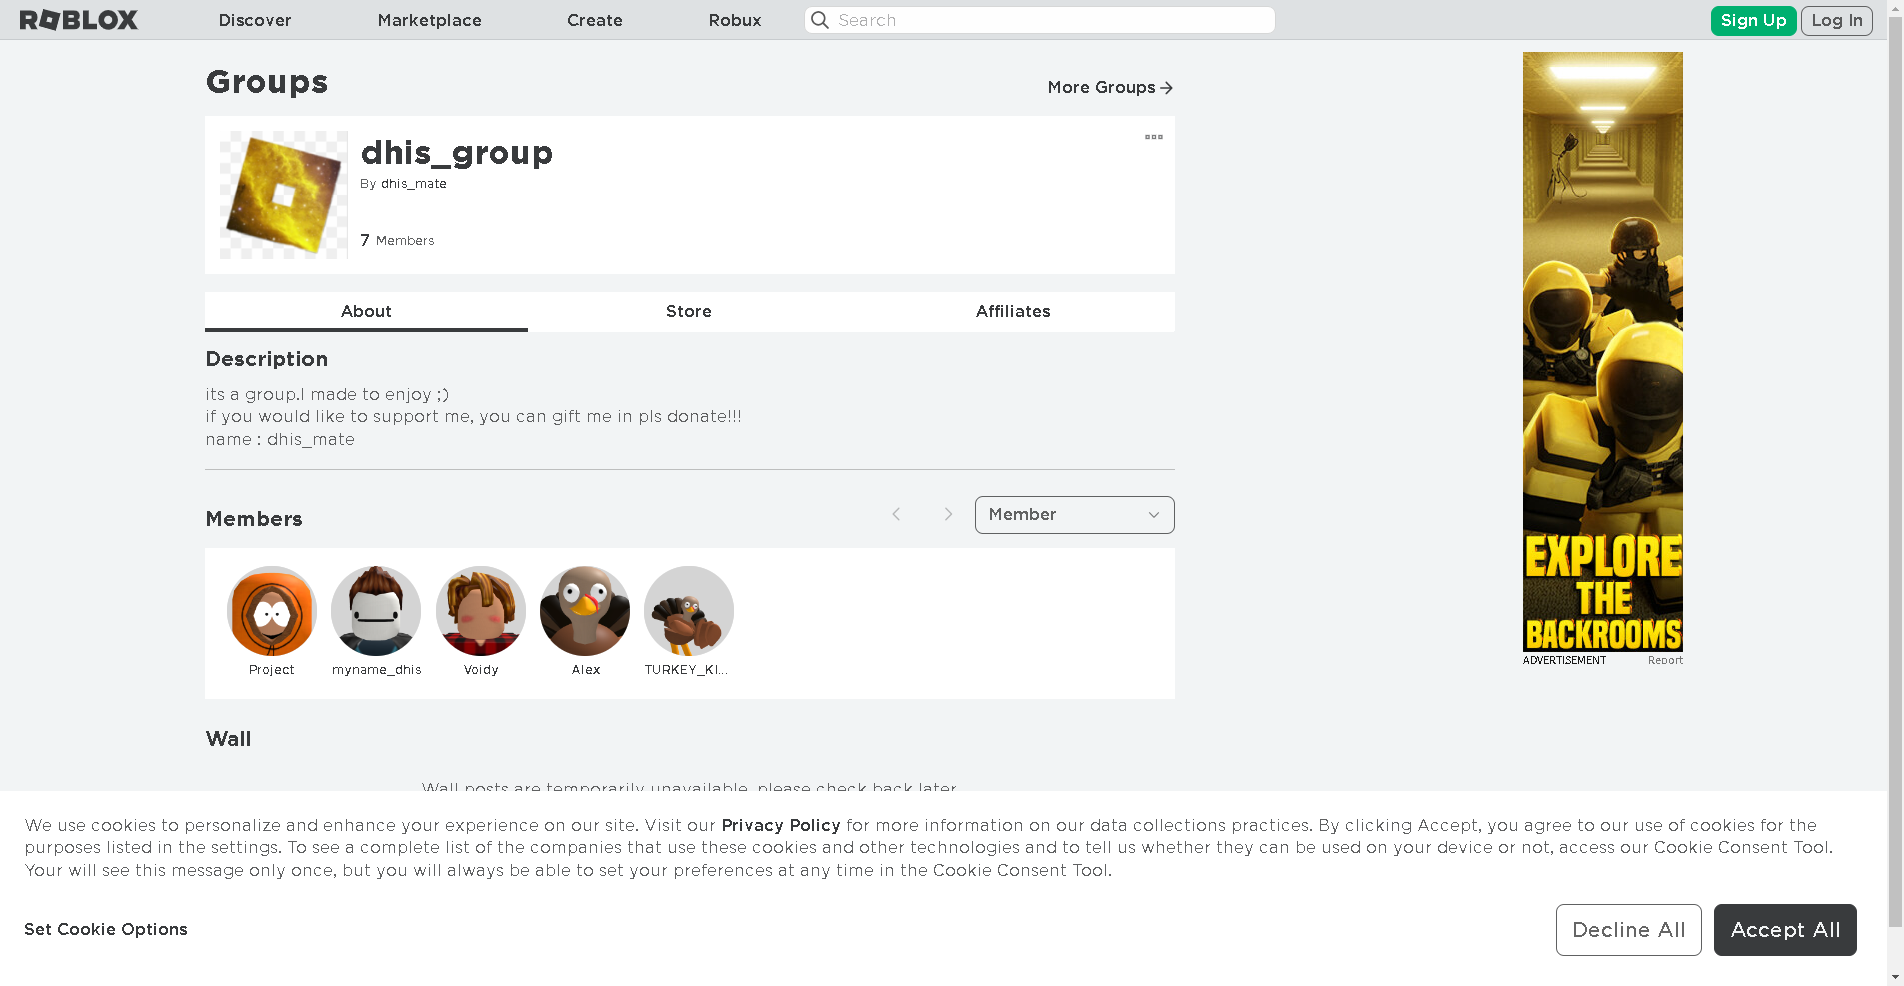 ROBLOX
Discover
Marketplace
Create
Robux
Search
Sign Up
Log In
Groups
More Groups
dhis_group
By dhis_mate
7 Members
About
Store
Affiliates
Description
its a group.I made to enjoy ;)
if you would like to support me, you can gift me in pls donate!!!
name : dhis_mate
Members
Member
Project
myname_dhis
Voidy
Alex
TURKEY_KI...
EXPLORE
THE
BACKROOMS
ADVERTISEMENT
Report
Wall
Wall posts are temporarily unavailable, please check back later.
We use cookies to personalize and enhance your experience on our site. Visit our Privacy Policy for more information on our data collections practices. By clicking Accept, you agree to our use of cookies for the
purposes listed in the settings. To see a complete list of the companies that use these cookies and other technologies and to tell us whether they can be used on your device or not, access our Cookie Consent Tool.
Your will see this message only once, but you will always be able to set your preferences at any time in the Cookie Consent Tool.
Set Cookie Options
Decline All
Accept All